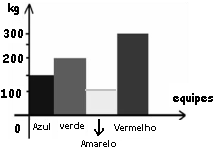 kg
300
200
100
equipes
0
Azul verde Vermelho
Amarelo